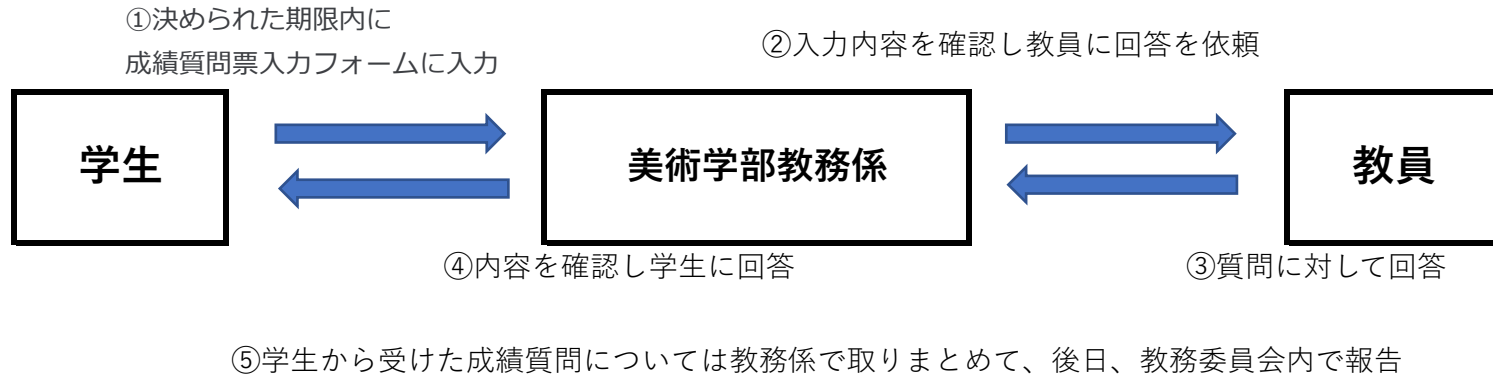 ①決められた期限内に
成績質問票入力フォームに入力
②入力内容を確認し教員に回答を依頼
学生
美術学部教務係
教員
④内容を確認し学生に回答
③質問に対して回答
⑤学生から受けた成績質問については教務係で取りまとめて、後日、教務委員会内で報告